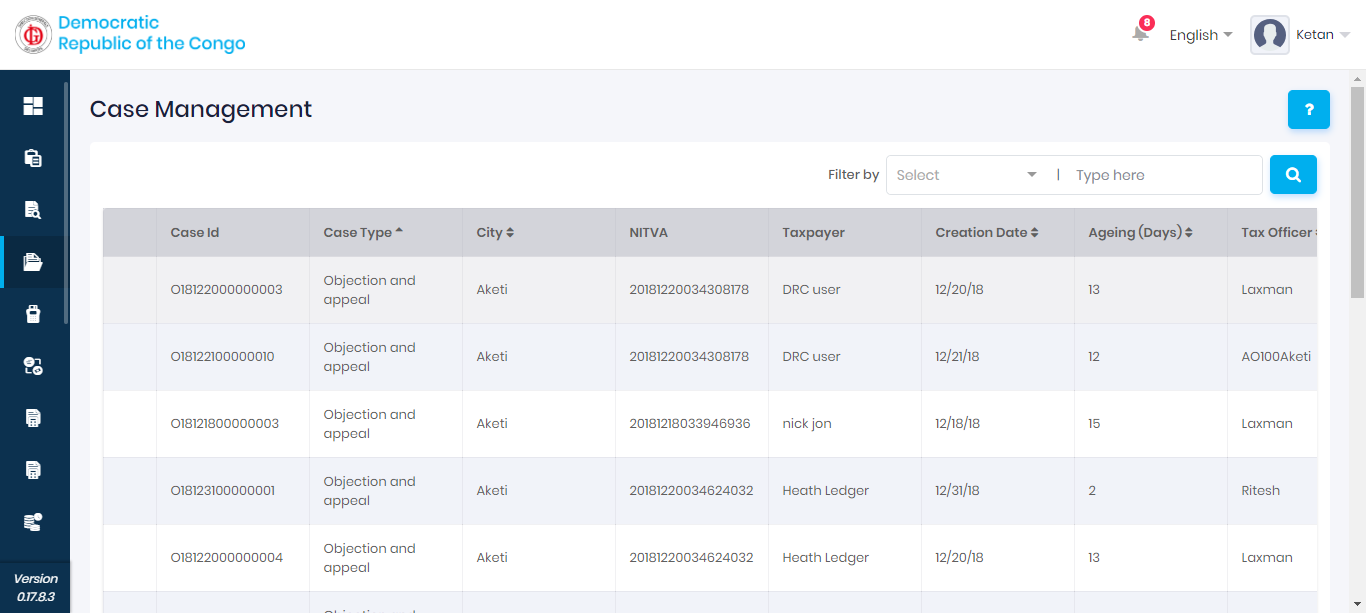 Democratic
Republic of the Congo
8
English
Ketan
Case Management
?
Filter by
Select
|
Type here
Case Id Case Type City NITVA Taxpayer Creation Date Ageing (Days) Tax Officer
O18122000000003 Objection and appeal Aketi 20181220034308178 DRC user 12/20/18 13 Laxman
O18122100000010 Objection and appeal Aketi 20181220034308178 DRC user 12/21/18 12 AO100Aketi
O18121800000003 Objection and appeal Aketi 20181218033946936 nick jon 12/18/18 15 Laxman
O18123100000001 Objection and appeal Aketi 20181220034624032 Heath Ledger 12/31/18 2 Ritesh
O18122000000004 Objection and appeal Aketi 20181220034624032 Heath Ledger 12/20/18 13 Laxman
Version
0.17.8.3